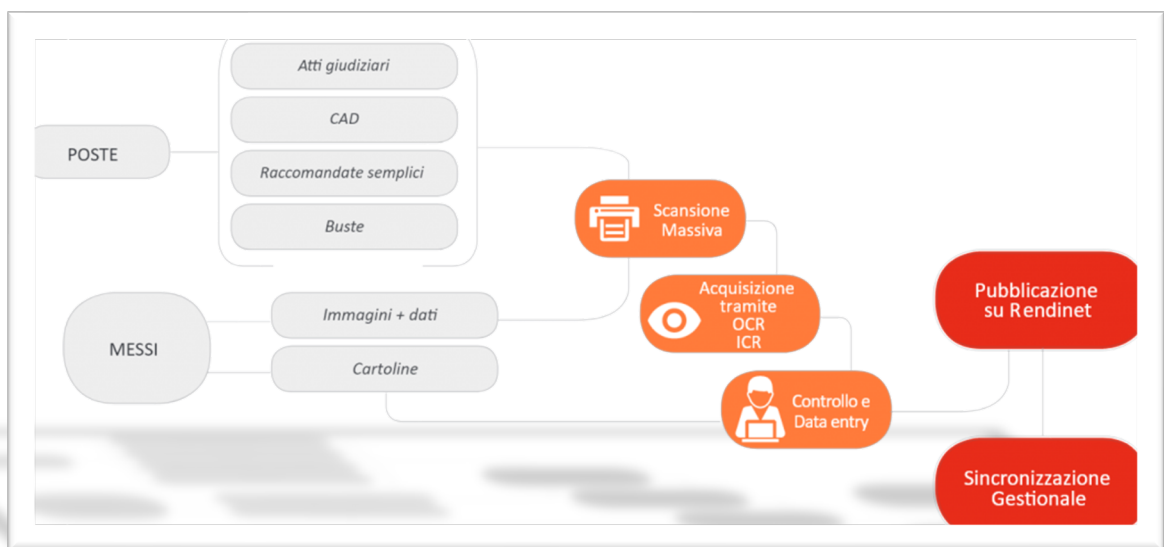 POSTE
Atti giudiziari
CAD
Raccomandate semplici
Buste
MESSI
Immagini + dati
Cartoline
Scansione
Massiva
Acquisizione
tramite
OCR
ICR
Controllo e
Data entry
Pubblicazione
su Rendinet
Sincronizzazione
Gestionale